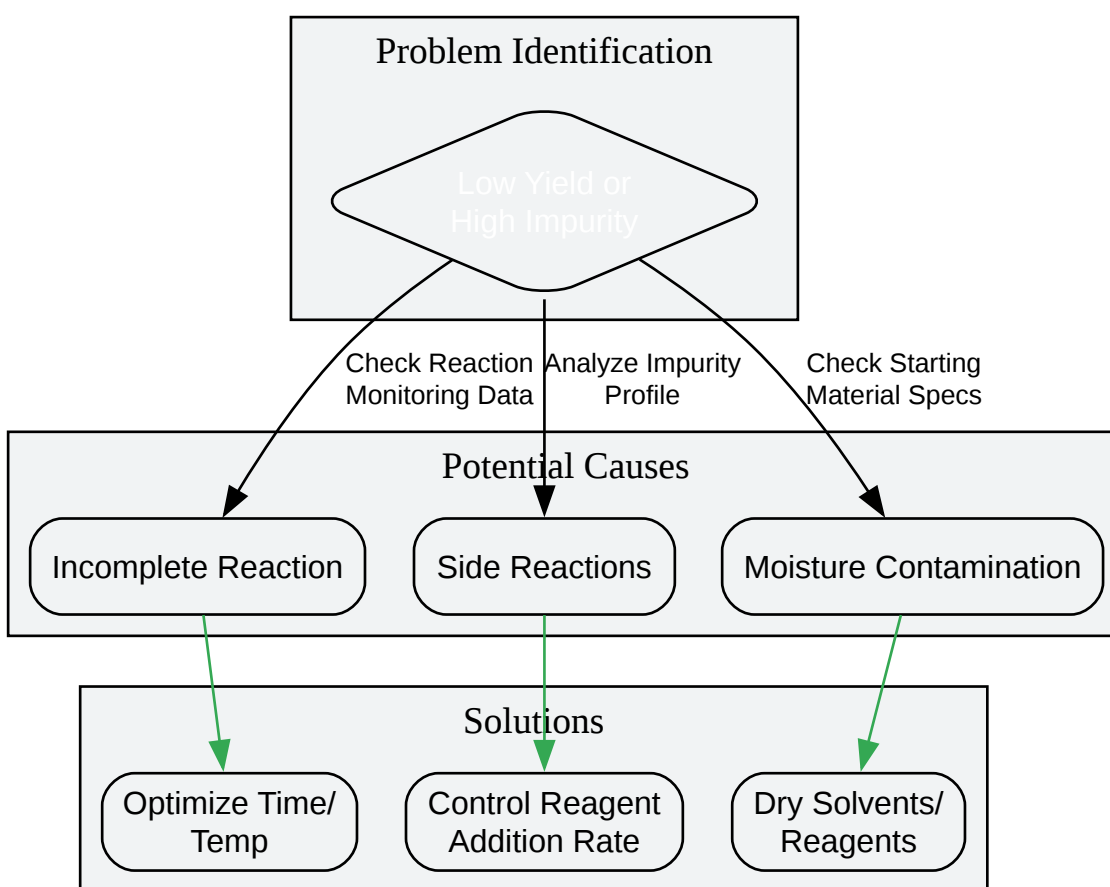 Problem Identification
Low Yield or
High Impurity
Check Reaction
Monitoring Data
Analyze Impurity
Profile
Check Starting
Material Specs
Potential Causes
Incomplete Reaction
Side Reactions
Moisture Contamination
Solutions
Optimize Time/
Temp
Control Reagent
Addition Rate
Dry Solvents/
Reagents